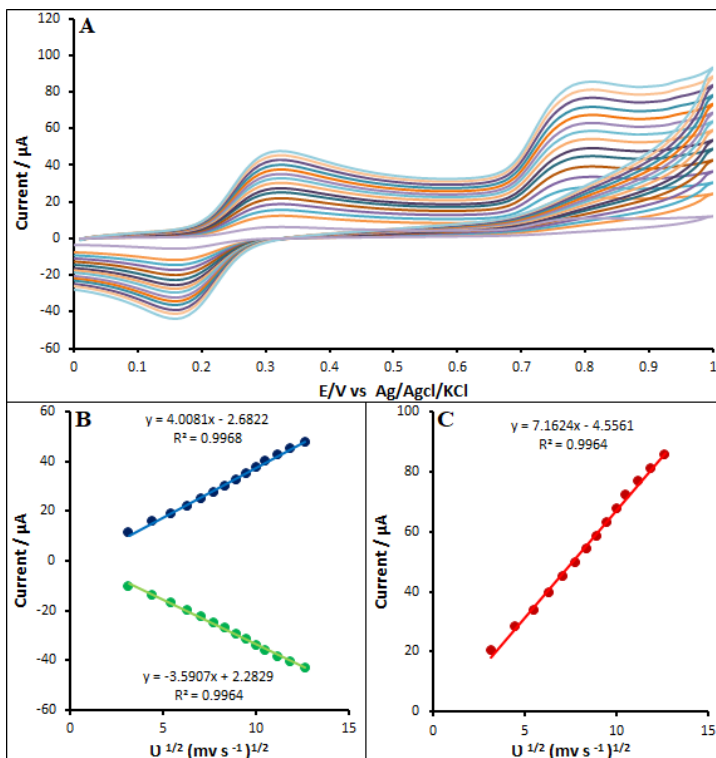 A
120
100
80
60
40
20
0
-20
-40
-60
0 0.1 0.2 0.3 0.4 0.5 0.6 0.7 0.8 0.9 1
Current / µA
E/V vs Ag/Agcl/KCl
B
y = 4.0081x - 2.6822
R² = 0.9968
60
40
20
0
-20
-40
-60
Current / µA
y = -3.5907x + 2.2829
R² = 0.9964
0 5 10 15
Ʋ 1/2 (mv s -1)1/2
C
y = 7.1624x - 4.5561
R² = 0.9964
100
80
60
40
20
0
Current / µA
0 5 10 15
Ʋ 1/2 (mv s -1)1/2